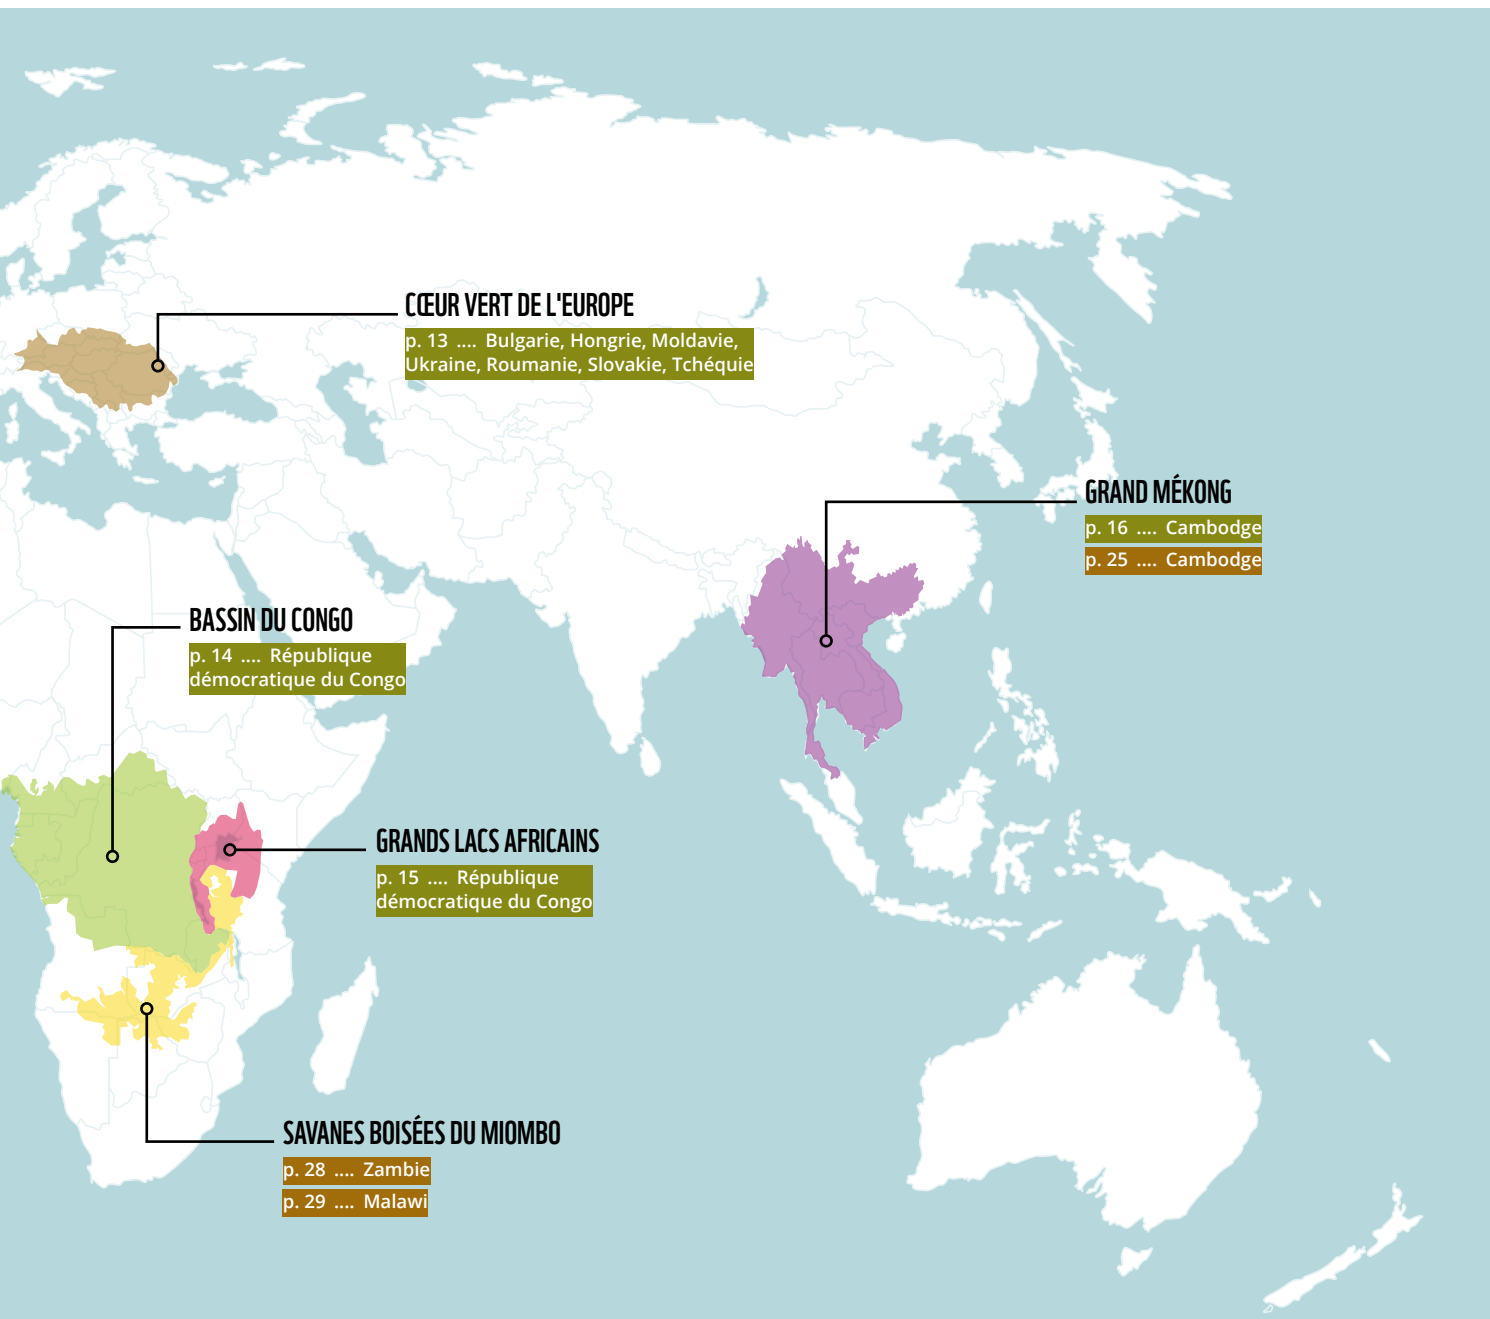 CŒUR VERT DE L'EUROPE
p. 13 .... Bulgarie, Hongrie, Moldavie,
Ukraine, Roumanie, Slovakie, Tchéquie
GRAND MÉKONG
p. 16 .... Cambodge
p. 25 .... Cambodge
BASSIN DU CONGO
p. 14 .... République
démocratique du Congo
GRANDS LACS AFRICAINS
p. 15 .... République
démocratique du Congo
SAVANES BOISÉES DU MIOMBO
p. 28 .... Zambie
p. 29 .... Malawi